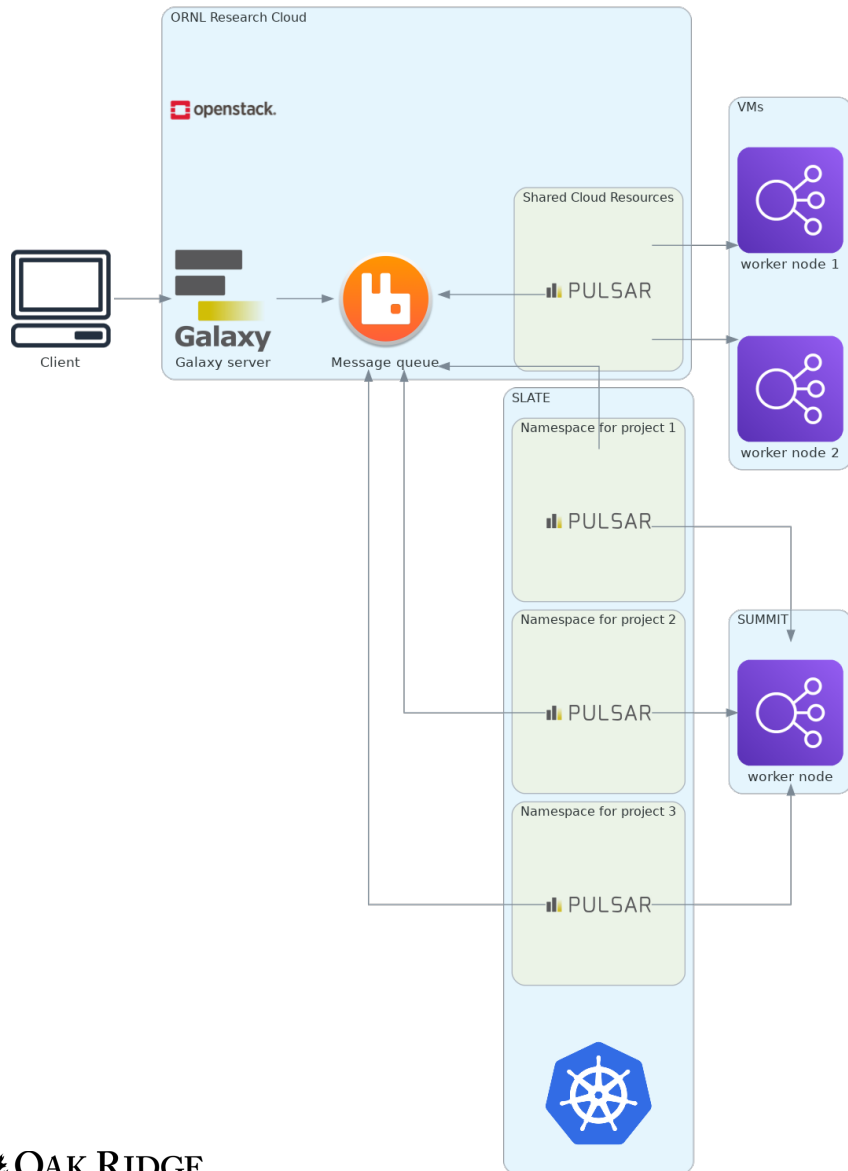 ORNL Research Cloud
openstack.
VMs
Shared Cloud Resources
PULSAR
worker node 1
Client
Galaxy
Galaxy server
Message queue
worker node 2
SLATE
Namespace for project 1
PULSAR
Namespace for project 2
PULSAR
SUMMIT
worker node
Namespace for project 3
PULSAR
OAK RIDGE